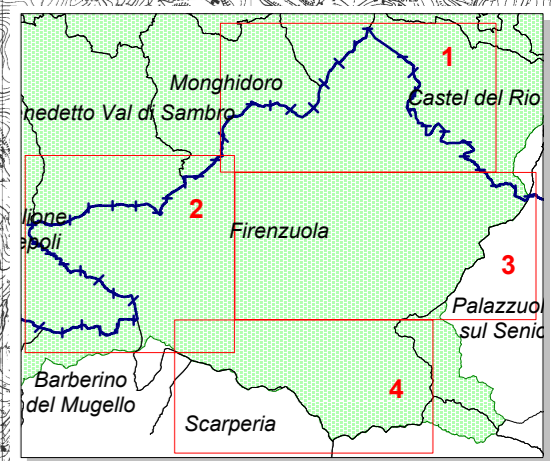 1
Monghidoro
Castel del Rio
nedetto Val di Sambro
2
lione
epoli
Firenzuola
3
Palazzuol
sul Senio
Barberino
del Mugello
4
Scarperia